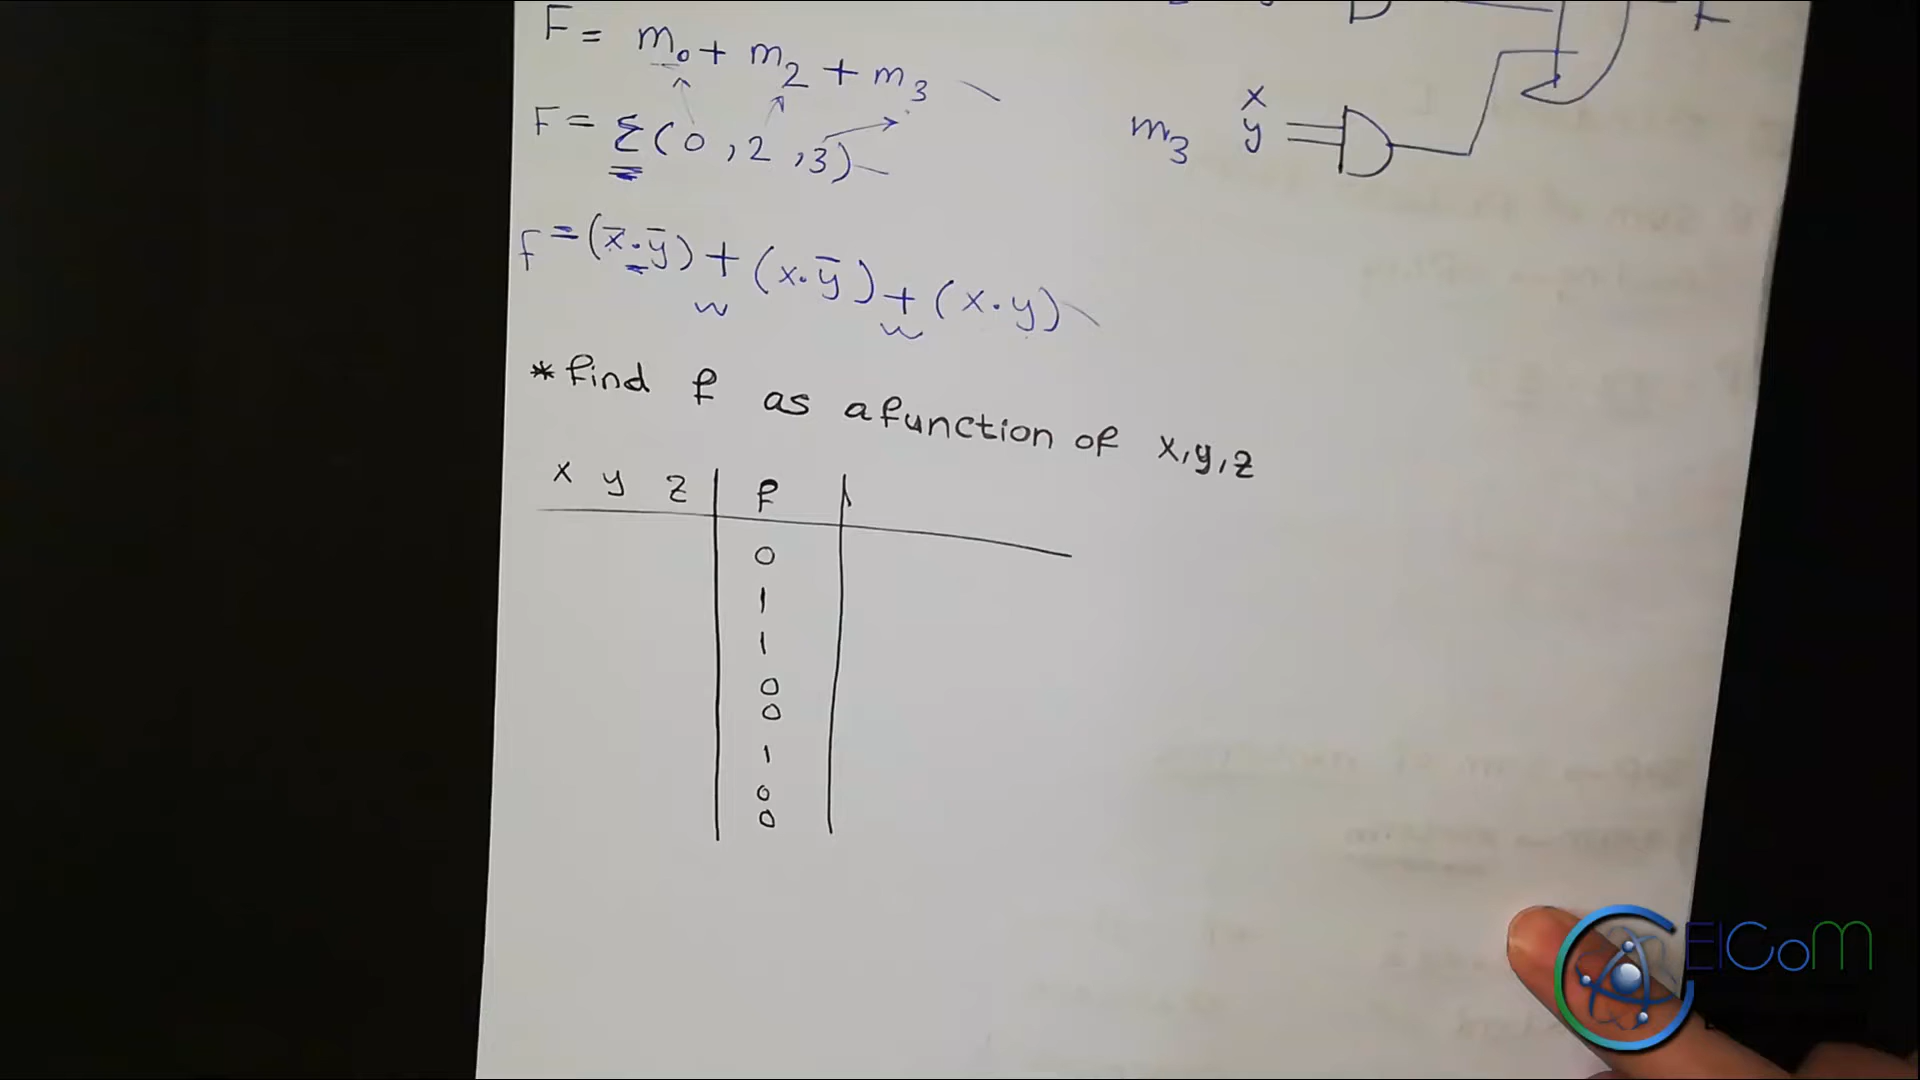 F = m0 + m2 + m3
F = Σ(0, 2, 3)
f = (x̄.ȳ) + (x.ȳ) + (x.y)
* find f as a function of x,y,z
x y z f
0
1
1
0
0
1
0
0
F
m3 x
y
ElCoM